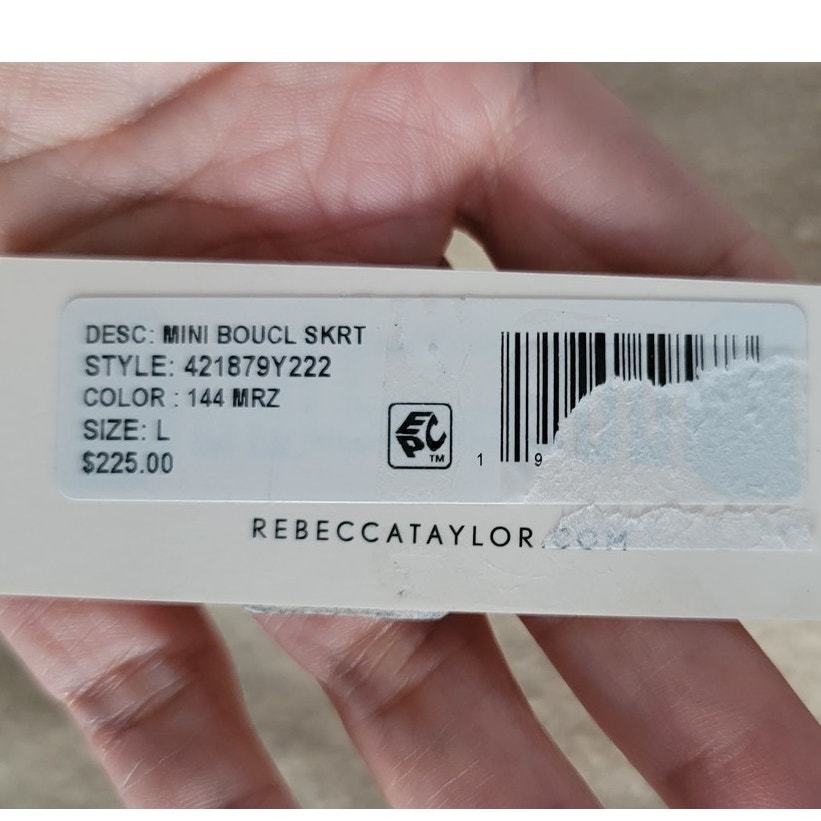 DESC: MINI BOUCL SKRT
STYLE: 421879Y222
COLOR : 144 MRZ
SIZE: L
$225.00
EPC TM
1 9
REBECCATAYLOR.COM